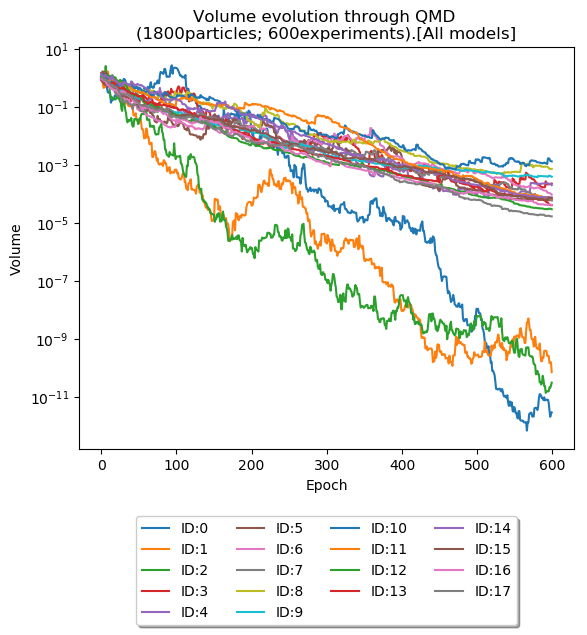 Volume evolution through QMD
(1800particles; 600experiments).[All models]
10¹
10⁻¹
10⁻³
10⁻⁵
10⁻⁷
10⁻⁹
10⁻¹¹
Volume
0 100 200 300 400 500 600
Epoch
ID:0 ID:5 ID:10 ID:14
ID:1 ID:6 ID:11 ID:15
ID:2 ID:7 ID:12 ID:16
ID:3 ID:8 ID:13 ID:17
ID:4 ID:9